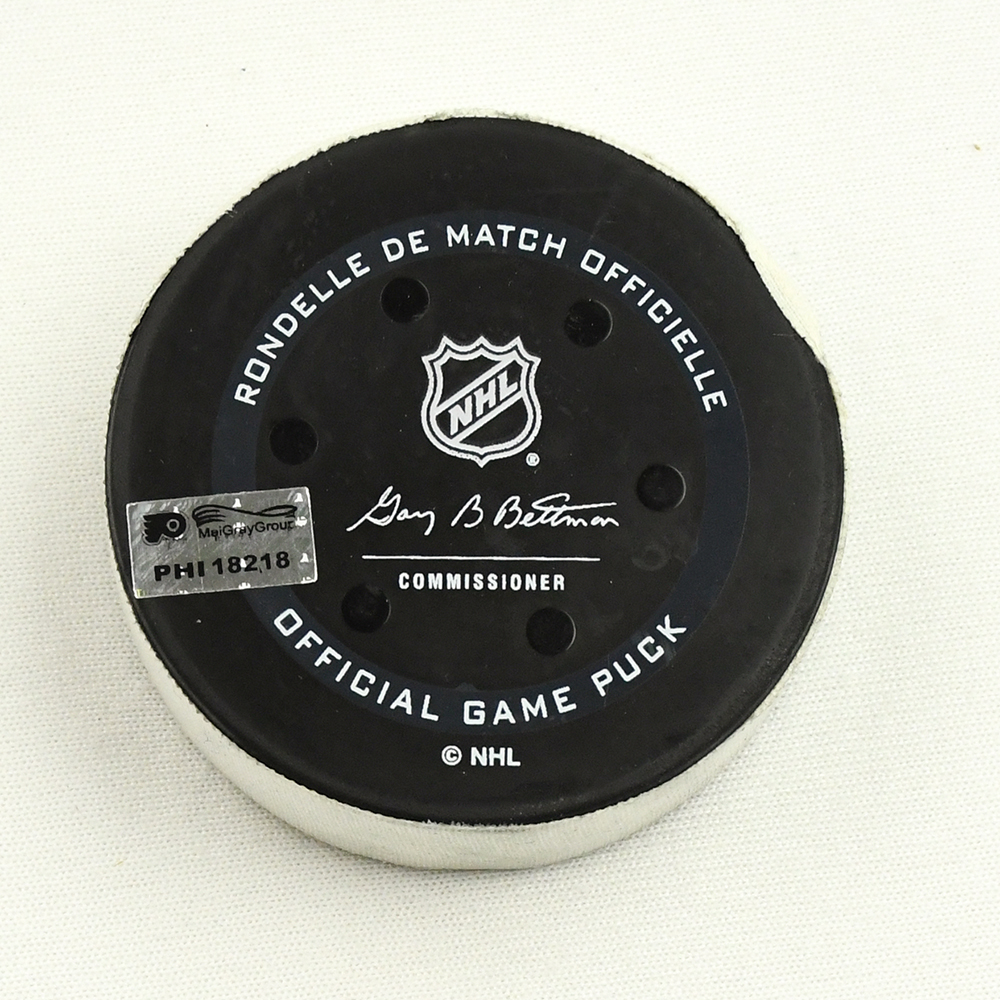 RONDELLE DE MATCH OFFICIELLE
NHL
®
Gary B Bettman
COMMISSIONER
MeiGrayGroup
PHI 18218
OFFICIAL GAME PUCK
© NHL